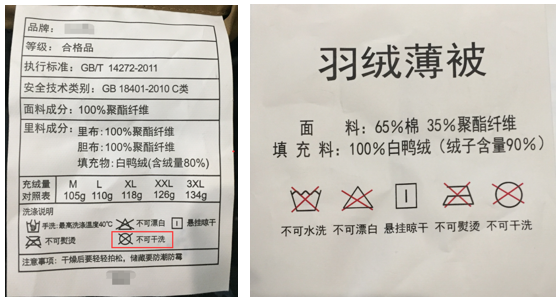 品牌：
等级： 合格品
执行标准：GB/T 14272-2011
安全技术类别：GB 18401-2010 C类
面料成分：100%聚酯纤维
里料成分：里布：100%聚酯纤维
胆布：100%聚酯纤维
填充物：白鸭绒(含绒量80%)
充绒量 M L XL XXL 3XL
对照表 105g 110g 118g 126g 134g
洗涤说明
手洗：最高洗涤温度40℃ 不可漂白 悬挂晾干
不可熨烫 不可干洗
注意事项：干燥后要轻轻拍松，储藏要防潮防霉
羽绒薄被
面 料：65%棉 35%聚酯纤维
填 充 料：100%白鸭绒（绒子含量90%）
不可水洗 不可漂白 悬挂晾干 不可熨烫 不可干洗